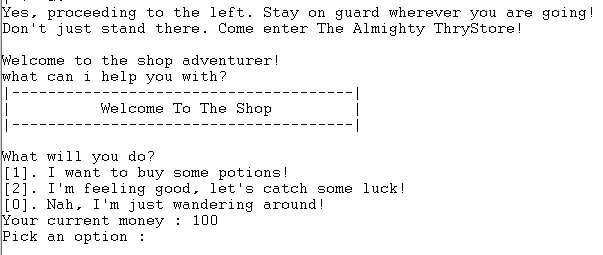 Yes, proceeding to the left. Stay on guard wherever you are going!
Don't just stand there. Come enter The Almighty ThryStore!
Welcome to the shop adventurer!
what can i help you with?
|-------------------------------------|
| Welcome To The Shop |
|-------------------------------------|
What will you do?
[1]. I want to buy some potions!
[2]. I'm feeling good, let's catch some luck!
[0]. Nah, I'm just wandering around!
Your current money : 100
Pick an option :